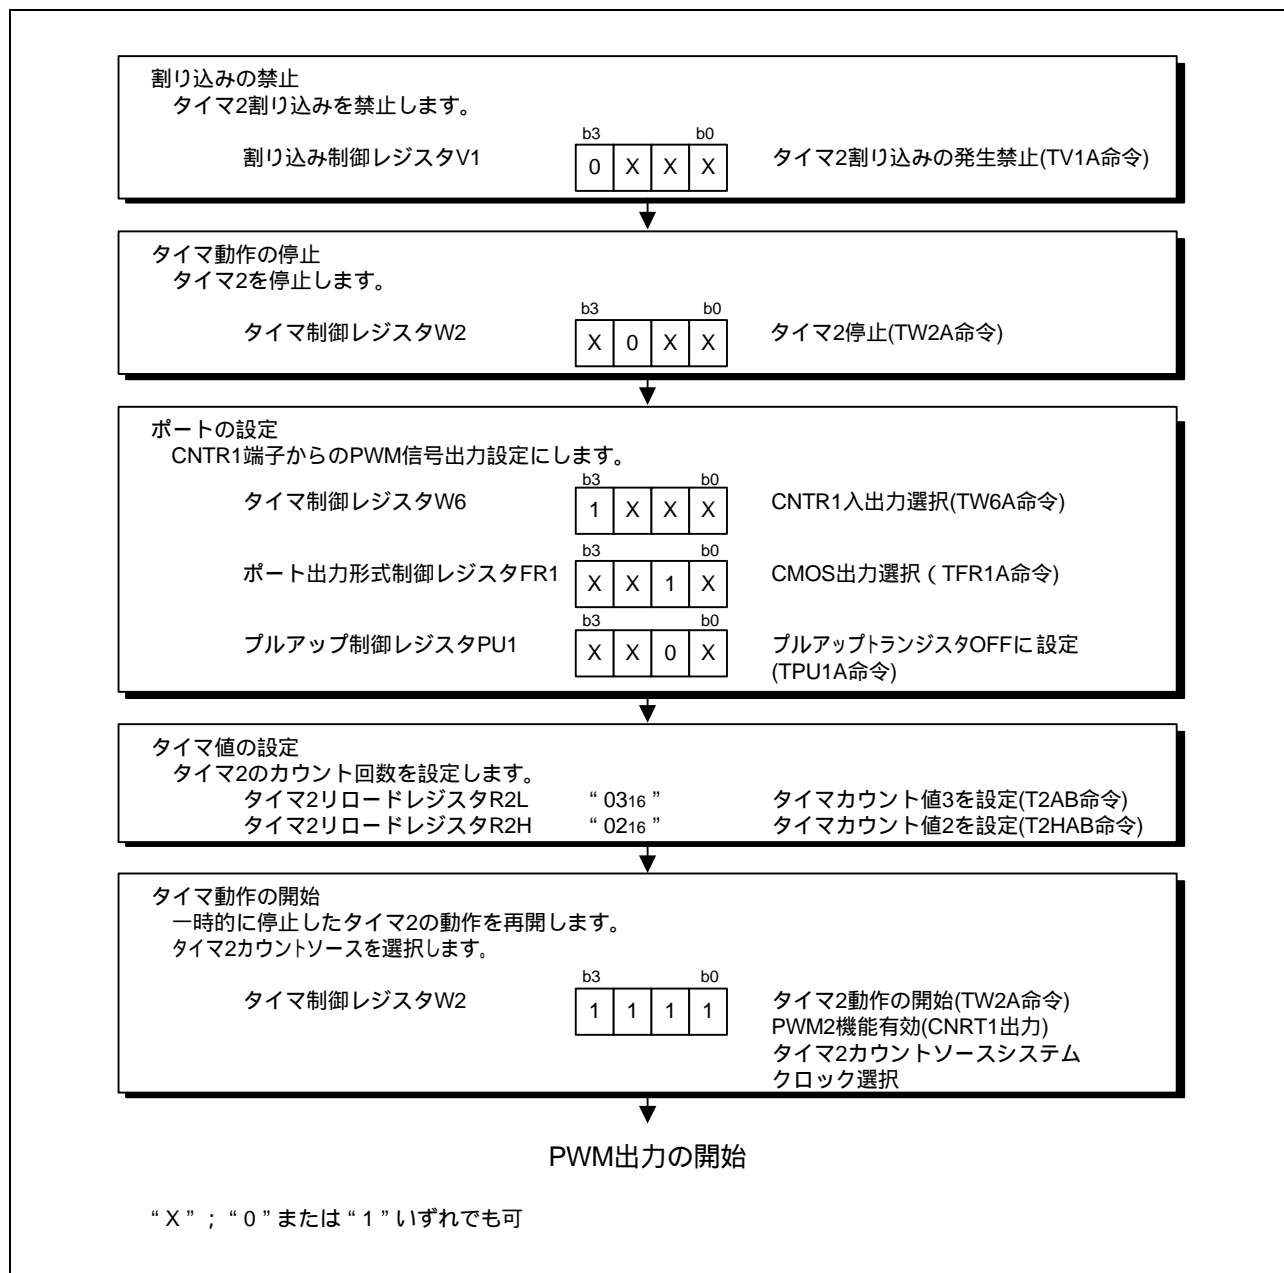 割り込みの禁止
タイマ2割り込みを禁止します。
b3 b0
割り込み制御レジスタV1 0 X X X タイマ2割り込みの発生禁止(TV1A命令)
タイマ動作の停止
タイマ2を停止します。
b3 b0
タイマ制御レジスタW2 X 0 X X タイマ2停止(TW2A命令)
ポートの設定
CNTR1端子からのPWM信号出力設定にします。
b3 b0
タイマ制御レジスタW6 1 X X X CNTR1入出力選択(TW6A命令)
b3 b0
ポート出力形式制御レジスタFR1 X X 1 X CMOS出力選択（TFR1A命令)
b3 b0
プルアップ制御レジスタPU1 X X 0 X プルアップトランジスタOFFに設定
(TPU1A命令)
タイマ値の設定
タイマ2のカウント回数を設定します。
タイマ2リロードレジスタR2L “0316” タイマカウント値3を設定(T2AB命令)
タイマ2リロードレジスタR2H “0216” タイマカウント値2を設定(T2HAB命令)
タイマ動作の開始
一時的に停止したタイマ2の動作を再開します。
タイマ2カウントソースを選択します。
b3 b0
タイマ制御レジスタW2 1 1 1 1 タイマ2動作の開始(TW2A命令)
PWM2機能有効(CNRT1出力)
タイマ2カウントソースシステム
クロック選択
PWM出力の開始
“X”；“0”または“1”いずれでも可